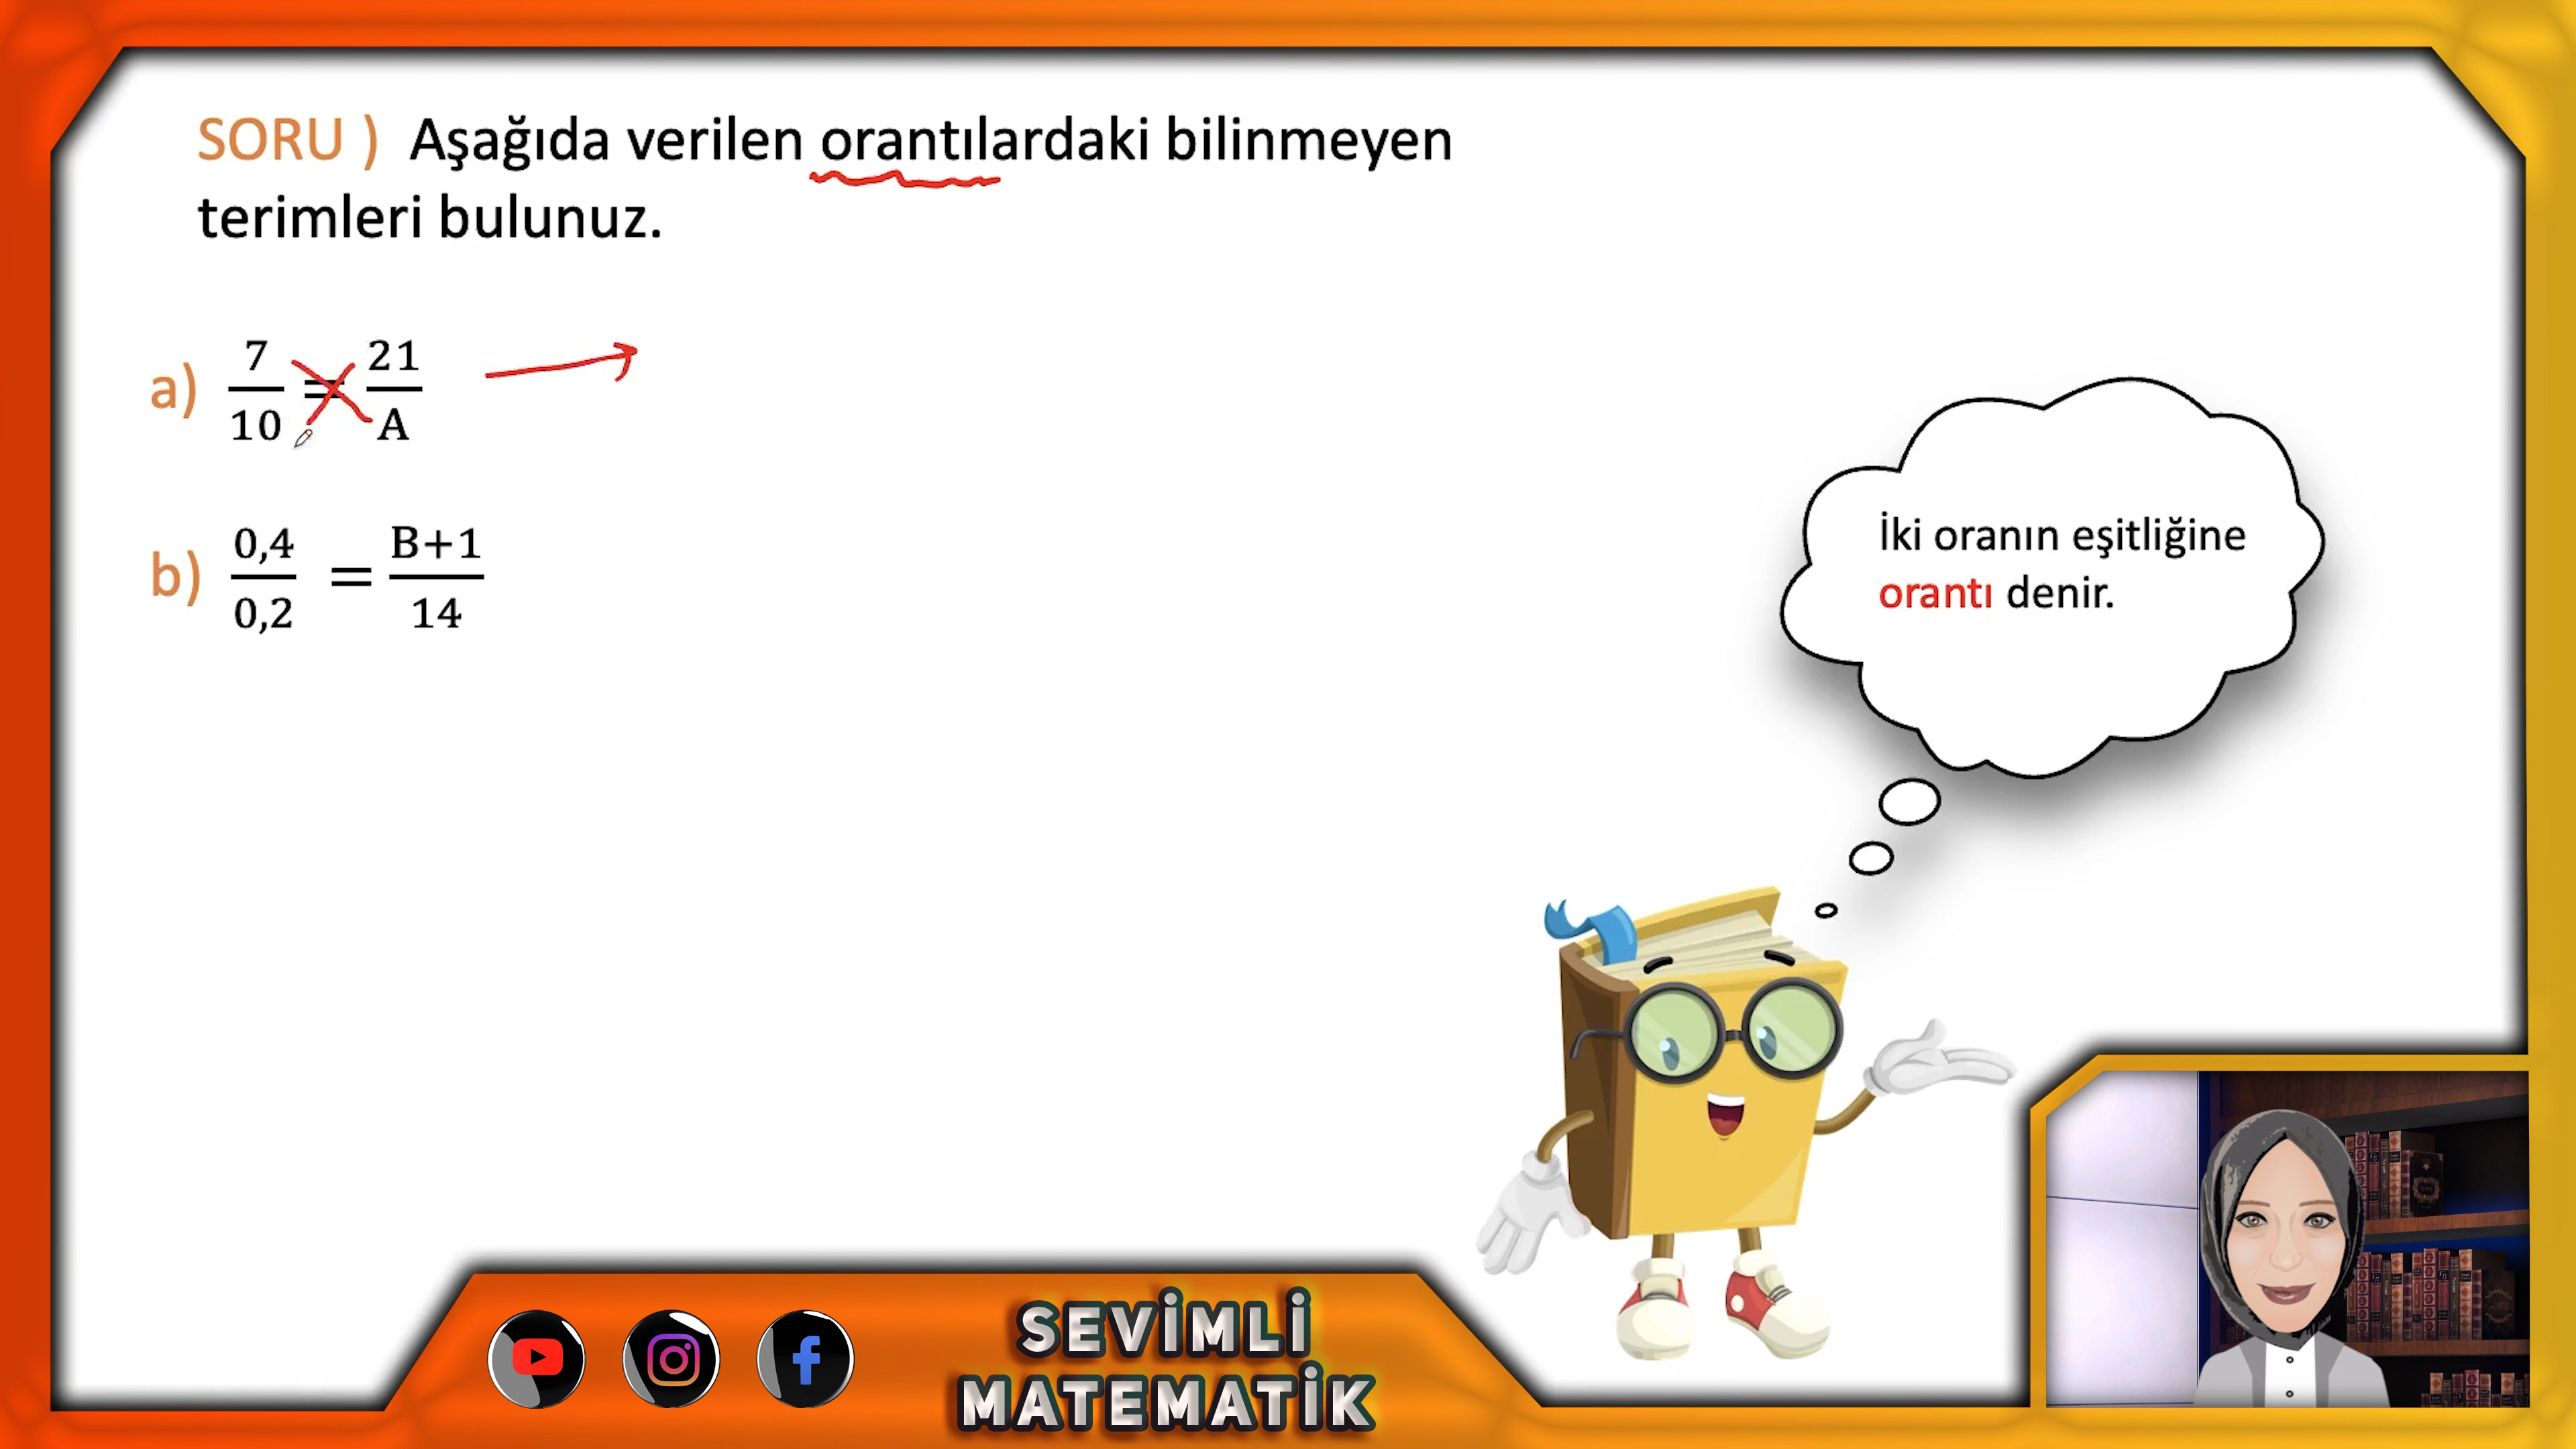 SORU ) Aşağıda verilen orantılardaki bilinmeyen
terimleri bulunuz.
a) 7/10 = 21/A
b) 0,4/0,2 = B+1/14
İki oranın eşitliğine
orantı denir.
SEVİMLİ
MATEMATİK